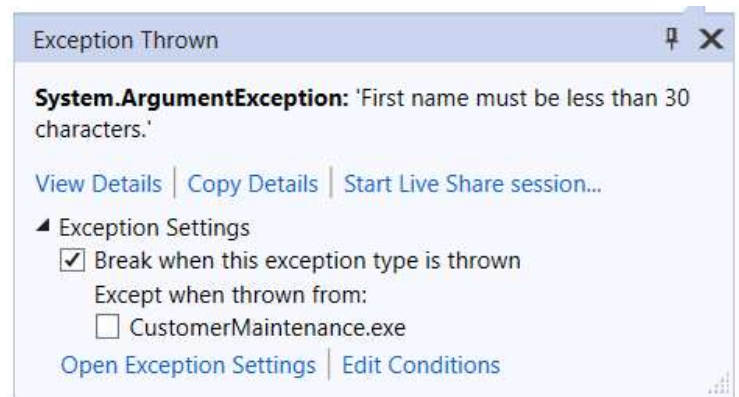 Exception Thrown
System.ArgumentException: 'First name must be less than 30
characters.'
View Details | Copy Details | Start Live Share session...
Exception Settings
Break when this exception type is thrown
Except when thrown from:
CustomerMaintenance.exe
Open Exception Settings | Edit Conditions